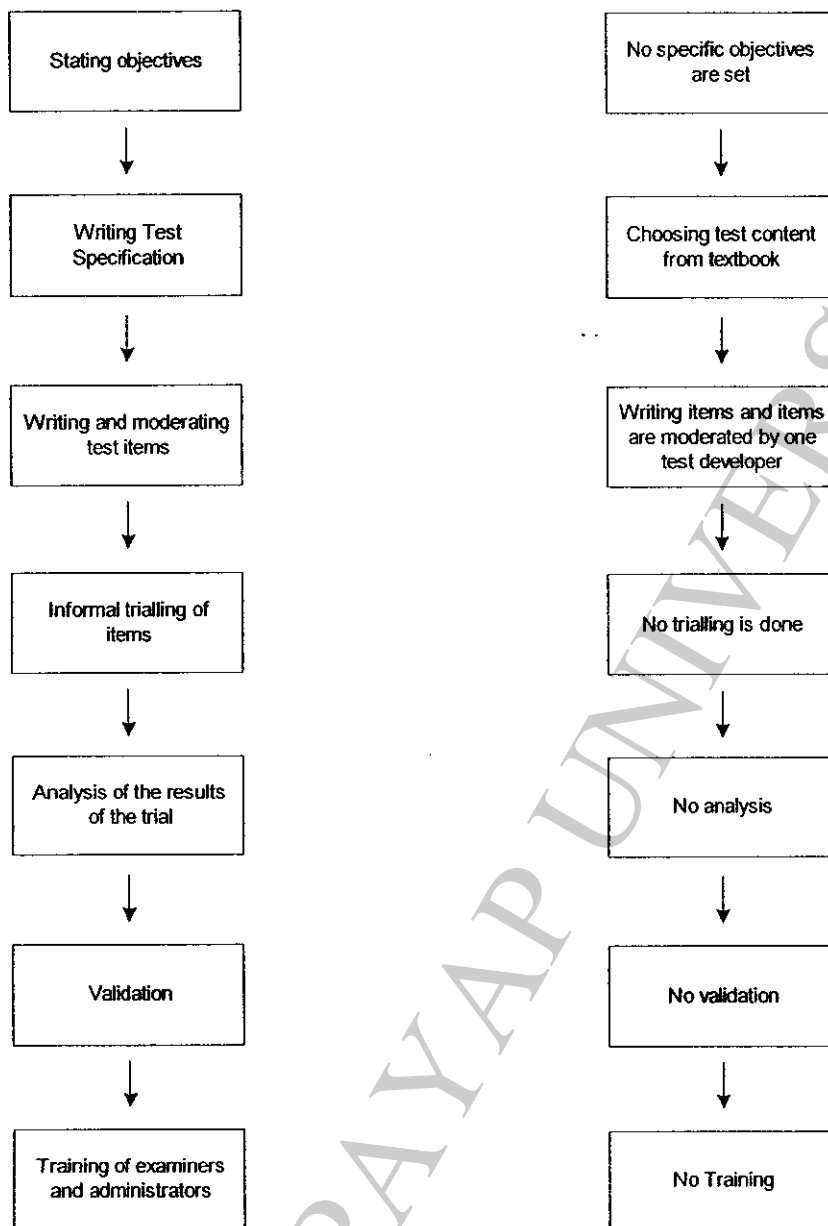 Stating objectives
No specific objectives
are set
Writing Test
Specification
Choosing test content
from textbook
Writing and moderating
test items
Writing items and items
are moderated by one
test developer
Informal trialling of
items
No trialling is done
Analysis of the results
of the trial
No analysis
Validation
No validation
Training of examiners
and administrators
No Training
PAYAP UNIVERS